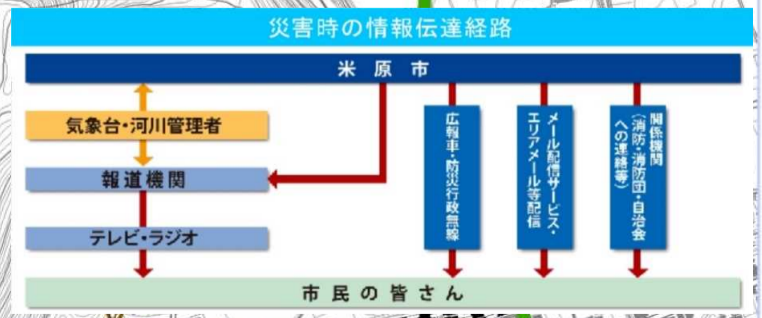 災害時の情報伝達経路
米原市
気象台・河川管理者
報道機関
テレビ・ラジオ
広報車・防災行政無線
メール配信サービス・
エリアメール等配信
関係機関
(消防・消防団・自治会
への連絡等)
市民の皆さん